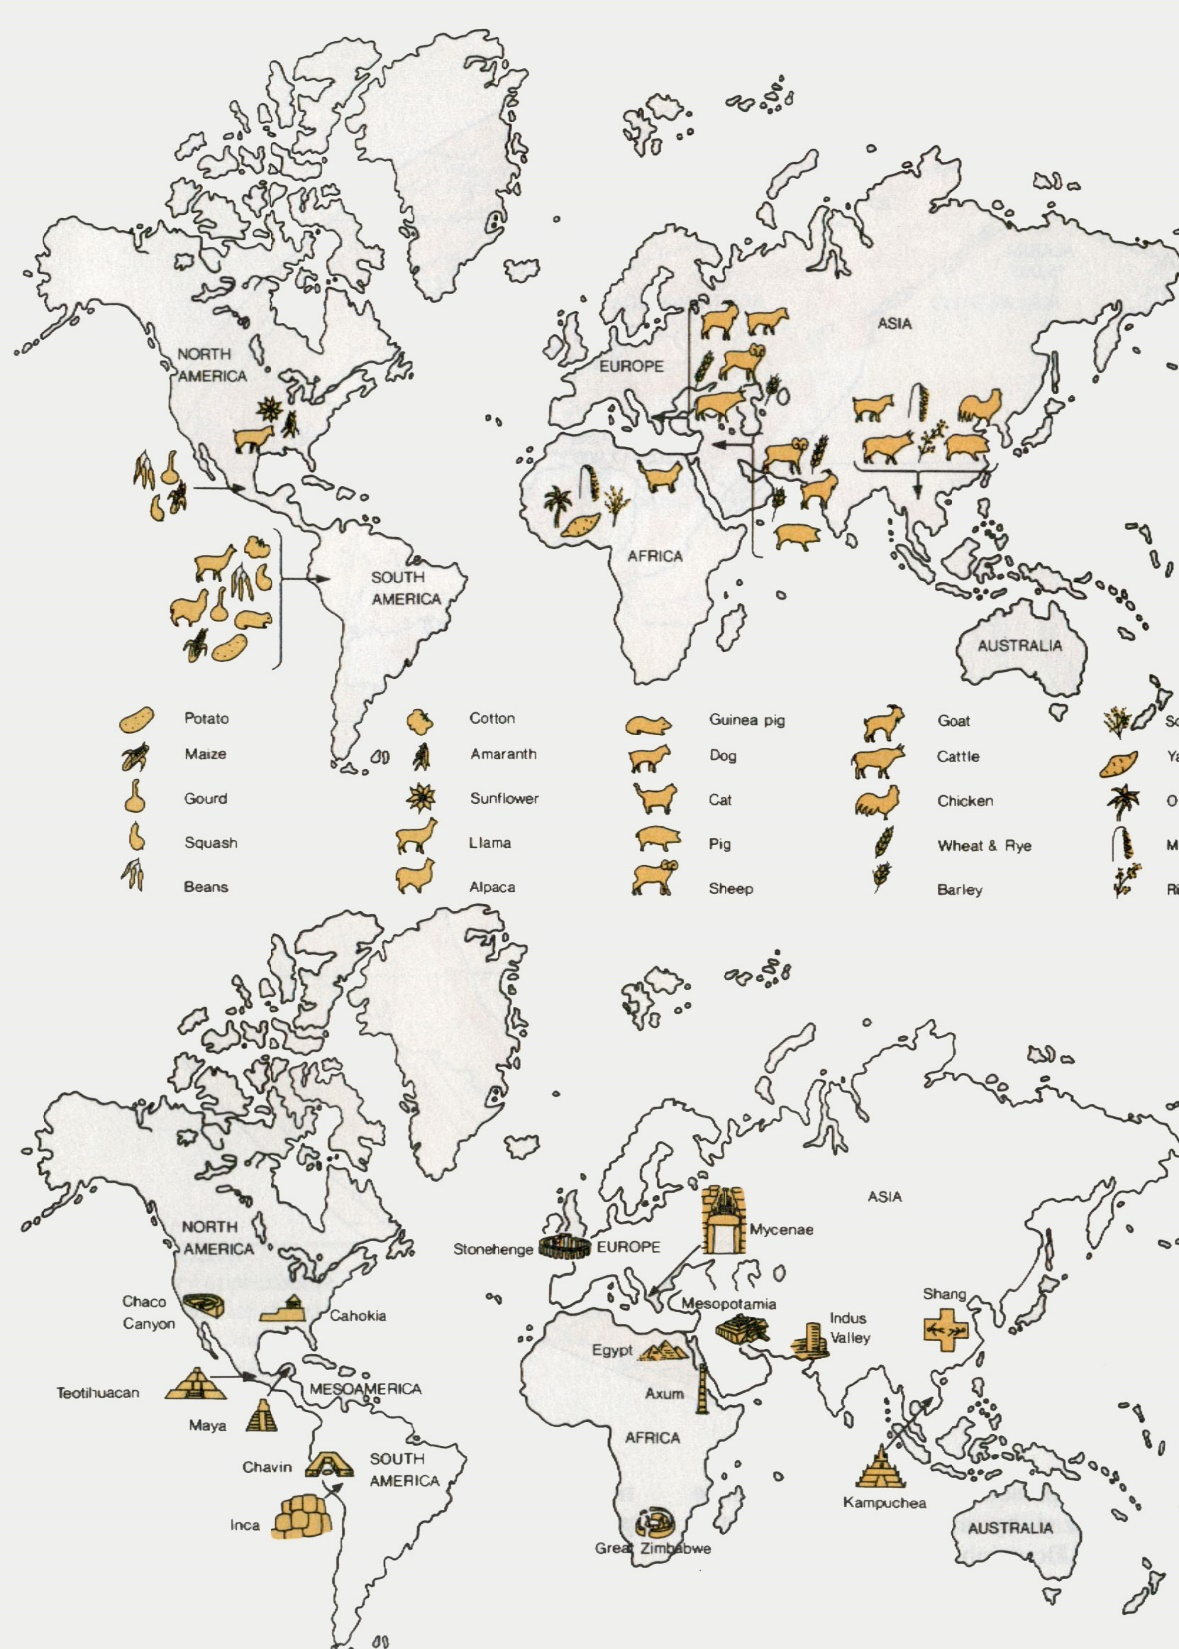 NORTH
AMERICA
EUROPE
ASIA
AFRICA
SOUTH
AMERICA
AUSTRALIA
Potato
Cotton
Guinea pig
Goat
Maize
Amaranth
Dog
Cattle
Gourd
Sunflower
Cat
Chicken
Squash
Llama
Pig
Wheat & Rye
Beans
Alpaca
Sheep
Barley
ASIA
NORTH
AMERICA
Stonehenge
EUROPE
Mycenae
Chaco
Canyon
Cahokia
Mesopotamia
Indus
Valley
Shang
Egypt
Teotihuacan
MESOAMERICA
Axum
Maya
AFRICA
Chavin
SOUTH
AMERICA
Kampuchea
Inca
Great Zimbabwe
AUSTRALIA